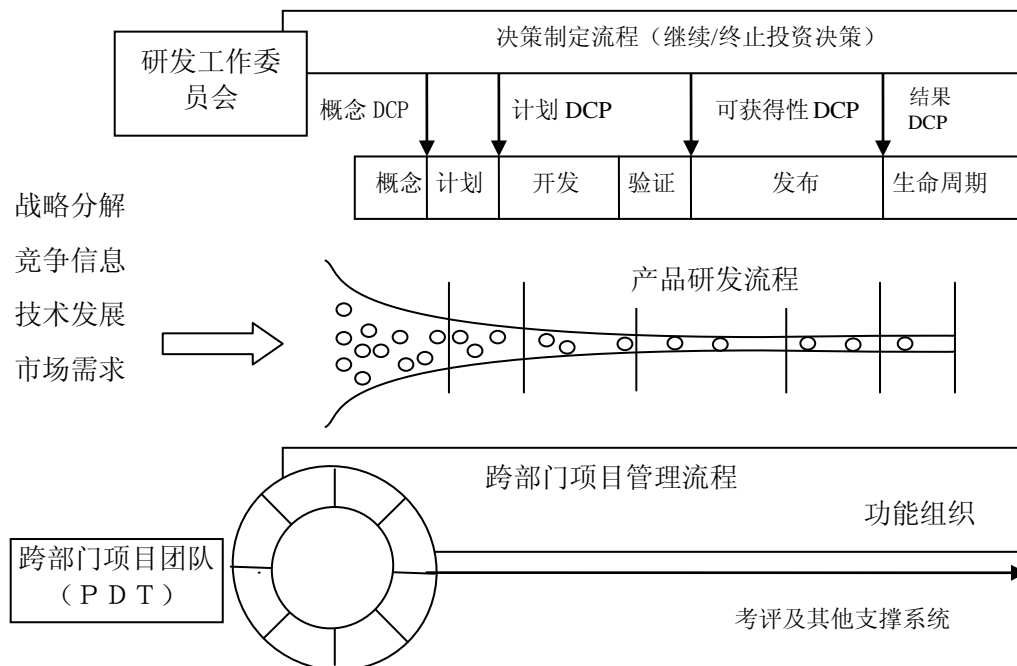 决策制定流程（继续/终止投资决策）
研发工作委
员会
概念 DCP
计划 DCP
可获得性 DCP
结果
DCP
概念
计划
开发
验证
发布
生命周期
战略分解
竞争信息
技术发展
市场需求
产品研发流程
跨部门项目管理流程
功能组织
跨部门项目团队
（ＰＤＴ）
考评及其他支撑系统